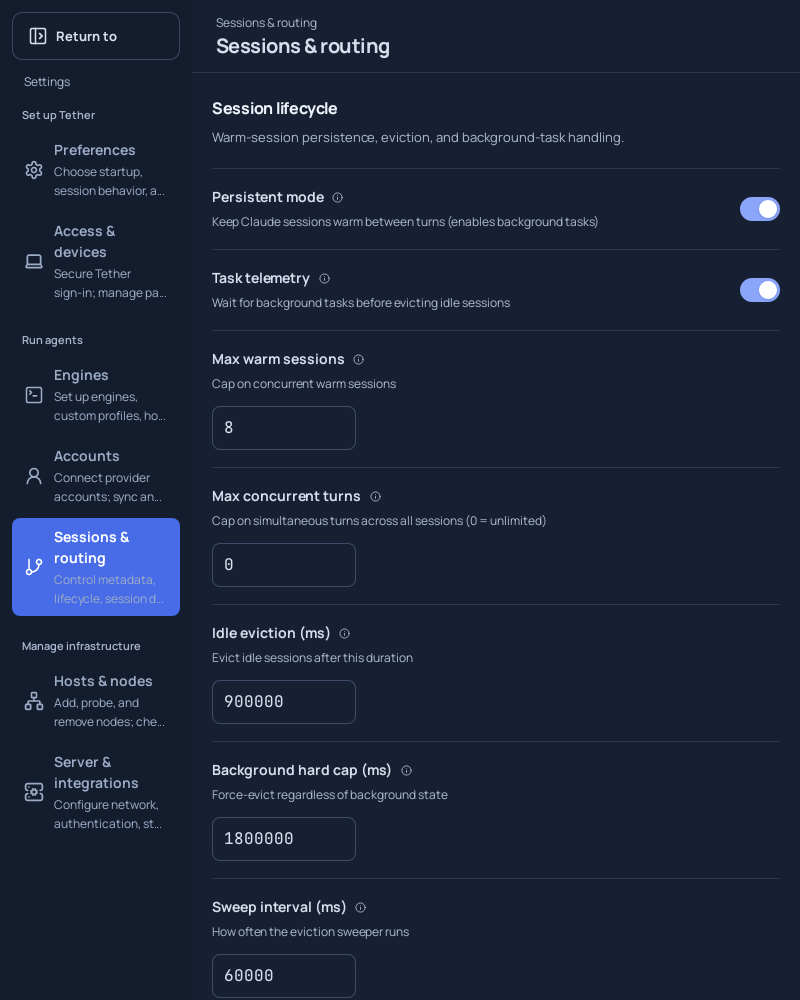 Return to
Settings
Set up Tether
Preferences
Choose startup,
session behavior, a...
Access &
devices
Secure Tether
sign-in; manage pa...
Run agents
Engines
Set up engines,
custom profiles, ho...
Accounts
Connect provider
accounts; sync an...
Sessions &
routing
Control metadata,
lifecycle, session d...
Manage infrastructure
Hosts & nodes
Add, probe, and
remove nodes; che...
Server &
integrations
Configure network,
authentication, st...
Sessions & routing
Sessions & routing
Session lifecycle
Warm-session persistence, eviction, and background-task handling.
Persistent mode
Keep Claude sessions warm between turns (enables background tasks)
Task telemetry
Wait for background tasks before evicting idle sessions
Max warm sessions
Cap on concurrent warm sessions
8
Max concurrent turns
Cap on simultaneous turns across all sessions (0 = unlimited)
0
Idle eviction (ms)
Evict idle sessions after this duration
900000
Background hard cap (ms)
Force-evict regardless of background state
1800000
Sweep interval (ms)
How often the eviction sweeper runs
60000